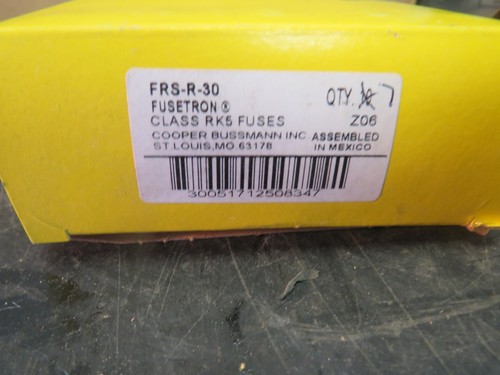 FRS-R-30
FUSETRON ® QTY. 10 7
CLASS RK5 FUSES Z06
COOPER BUSSMANN INC ASSEMBLED
ST.LOUIS,MO 63178 IN MEXICO
30051712508347